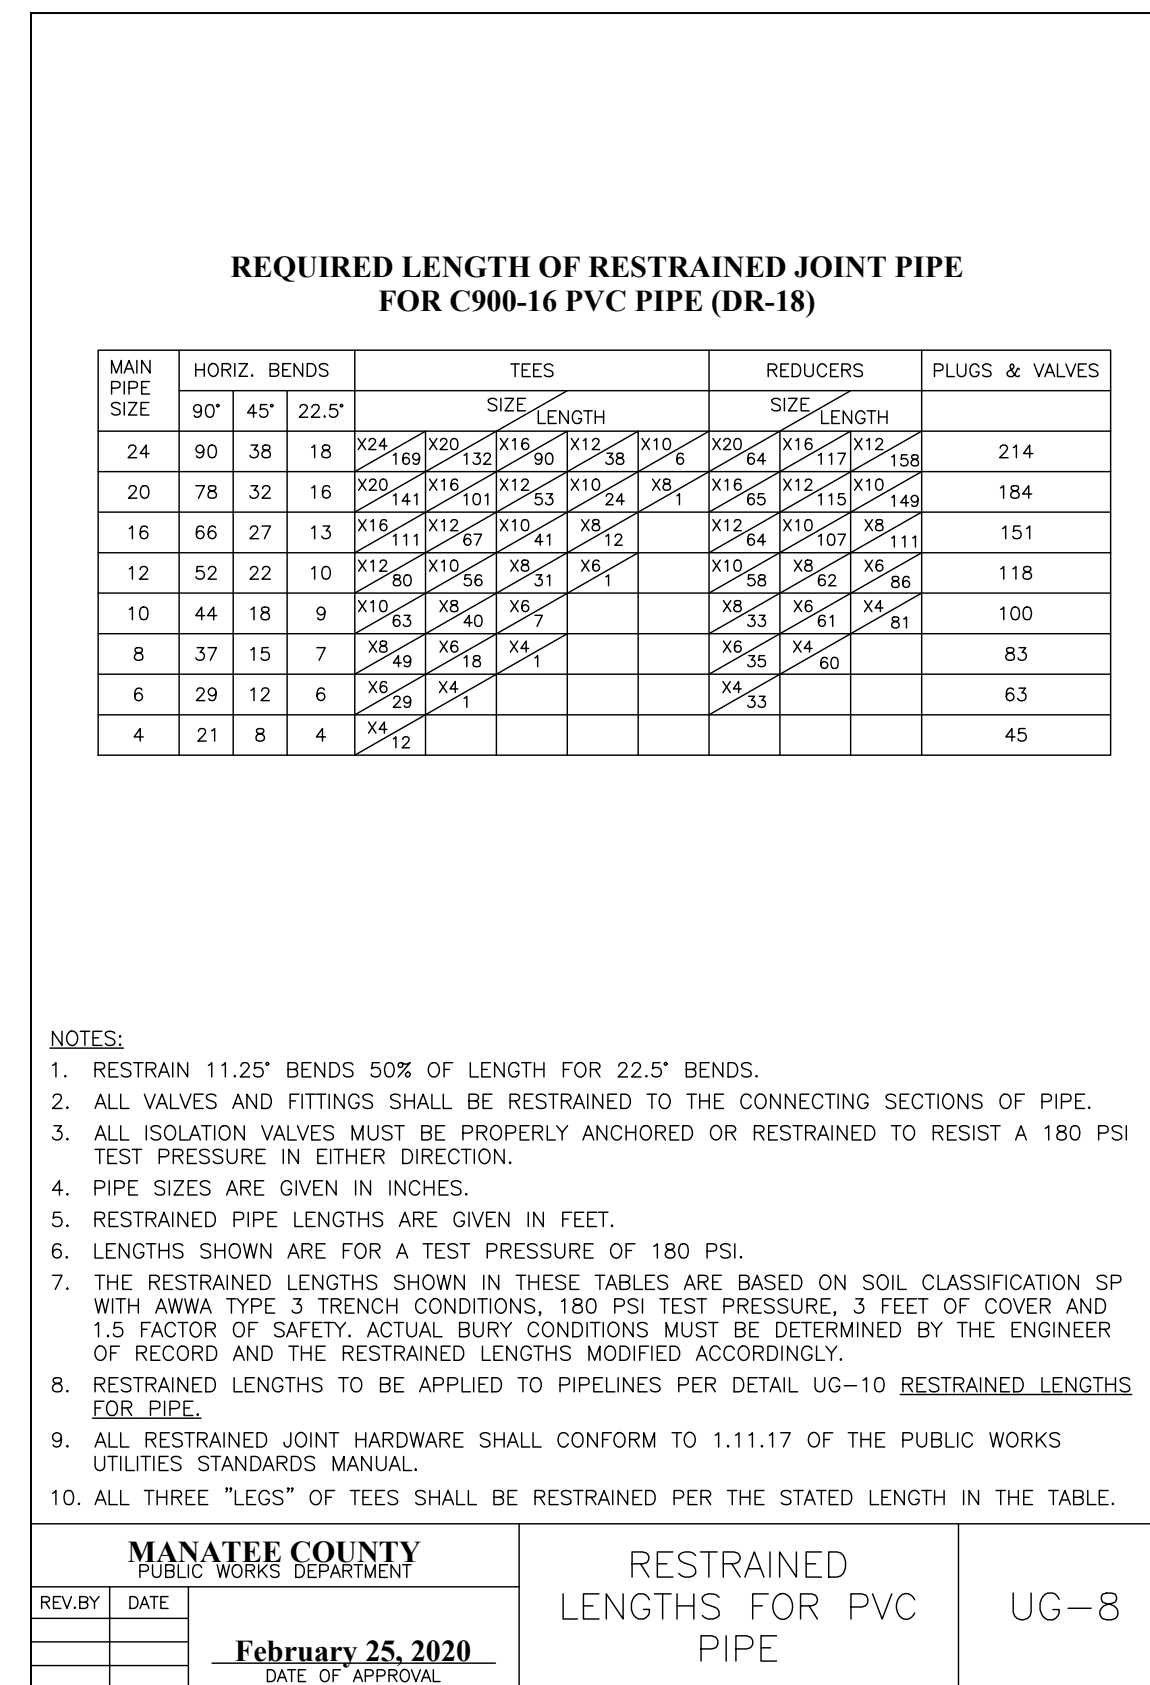 REQUIRED LENGTH OF RESTRAINED JOINT PIPE
FOR C900-16 PVC PIPE (DR-18)
MAIN PIPE SIZE HORIZ. BENDS TEES REDUCERS PLUGS & VALVES
90° 45° 22.5° SIZE LENGTH SIZE LENGTH
24 90 38 18 X24 169 X20 132 X16 90 X12 38 X10 6 X20 64 X16 117 X12 158 214
20 78 32 16 X20 141 X16 101 X12 53 X10 24 X8 1 X16 65 X12 115 X10 149 184
16 66 27 13 X16 111 X12 67 X10 41 X8 12 X12 64 X10 107 X8 111 151
12 52 22 10 X12 80 X10 56 X8 31 X6 1 X10 58 X8 62 X6 86 118
10 44 18 9 X10 63 X8 40 X6 7 X8 33 X6 61 X4 81 100
8 37 15 7 X8 49 X6 18 X4 1 X6 35 X4 60 83
6 29 12 6 X6 29 X4 1 X4 33 63
4 21 8 4 X4 12 45
NOTES:
1. RESTRAIN 11.25° BENDS 50% OF LENGTH FOR 22.5° BENDS.
2. ALL VALVES AND FITTINGS SHALL BE RESTRAINED TO THE CONNECTING SECTIONS OF PIPE.
3. ALL ISOLATION VALVES MUST BE PROPERLY ANCHORED OR RESTRAINED TO RESIST A 180 PSI
TEST PRESSURE IN EITHER DIRECTION.
4. PIPE SIZES ARE GIVEN IN INCHES.
5. RESTRAINED PIPE LENGTHS ARE GIVEN IN FEET.
6. LENGTHS SHOWN ARE FOR A TEST PRESSURE OF 180 PSI.
7. THE RESTRAINED LENGTHS SHOWN IN THESE TABLES ARE BASED ON SOIL CLASSIFICATION SP
WITH AWWA TYPE 3 TRENCH CONDITIONS, 180 PSI TEST PRESSURE, 3 FEET OF COVER AND
1.5 FACTOR OF SAFETY. ACTUAL BURY CONDITIONS MUST BE DETERMINED BY THE ENGINEER
OF RECORD AND THE RESTRAINED LENGTHS MODIFIED ACCORDINGLY.
8. RESTRAINED LENGTHS TO BE APPLIED TO PIPELINES PER DETAIL UG-10 RESTRAINED LENGTHS
FOR PIPE.
9. ALL RESTRAINED JOINT HARDWARE SHALL CONFORM TO 1.11.17 OF THE PUBLIC WORKS
UTILITIES STANDARDS MANUAL.
10. ALL THREE "LEGS" OF TEES SHALL BE RESTRAINED PER THE STATED LENGTH IN THE TABLE.
MANATEE COUNTY
PUBLIC WORKS DEPARTMENT
REV.BY DATE
February 25, 2020
DATE OF APPROVAL
RESTRAINED
LENGTHS FOR PVC
PIPE
UG-8